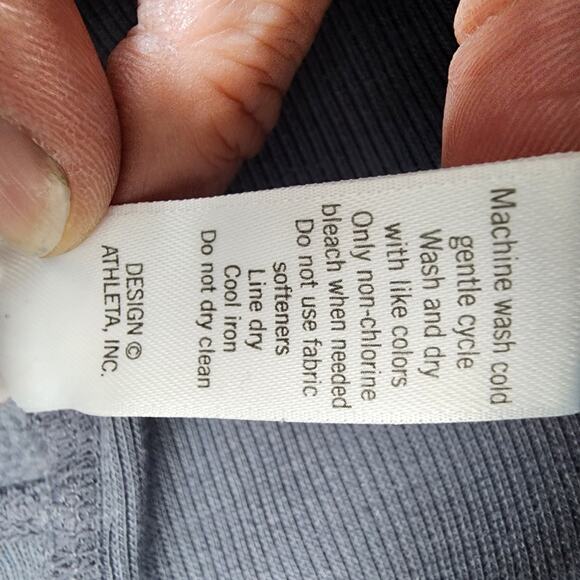 Machine wash cold
gentle cycle
Wash and dry
with like colors
Only non-chlorine
bleach when needed
Do not use fabric
softeners
Line dry
Cool iron
Do not dry clean
DESIGN ©
ATHLETA, INC.